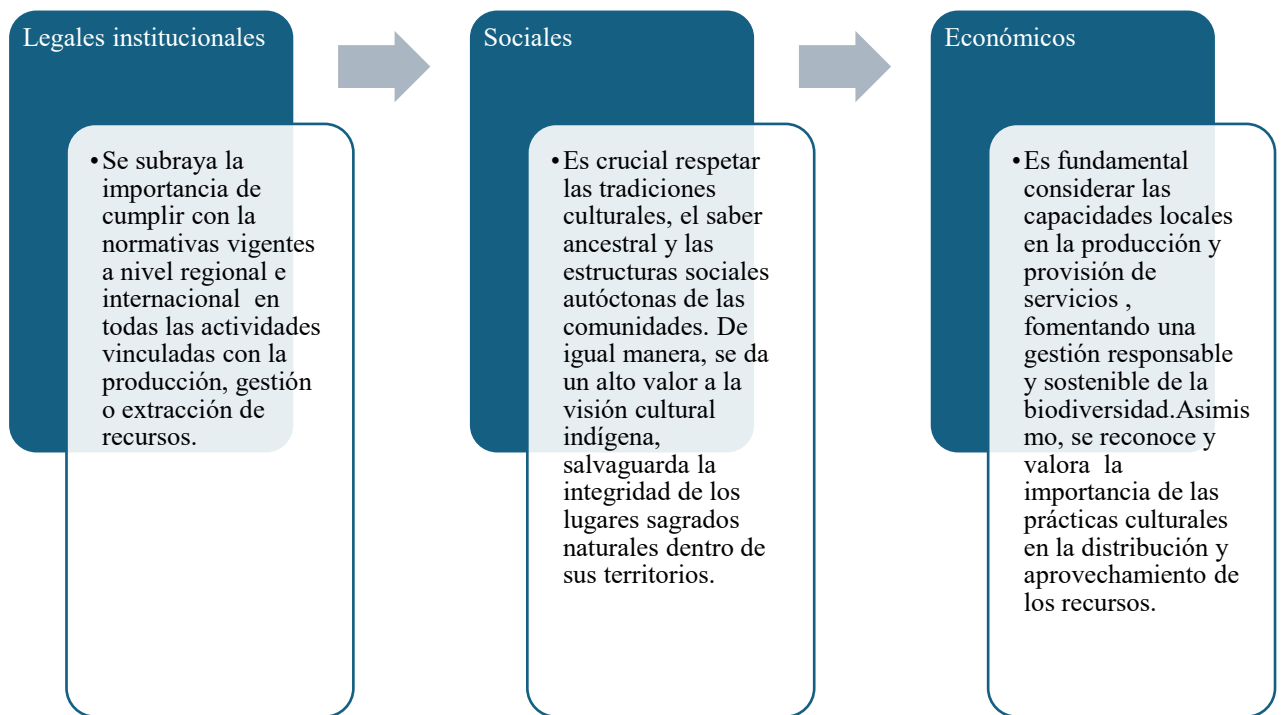 Legales institucionales
•Se subraya la
importancia de
cumplir con la
normativas vigentes
a nivel regional e
internacional  en
todas las actividades
vinculadas con la
producción, gestión
o extracción de
recursos.
Sociales
•Es crucial respetar
las tradiciones
culturales, el saber
ancestral y las
estructuras sociales
autóctonas de las
comunidades. De
igual manera, se da
un alto valor a la
visión cultural
indígena,
salvaguarda la
integridad de los
lugares sagrados
naturales dentro de
sus territorios.
Económicos
•Es fundamental
considerar las
capacidades locales
en la producción y
provisión de
servicios ,
fomentando una
gestión responsable
y sostenible de la
biodiversidad.Asimis
mo, se reconoce y
valora  la
importancia de las
prácticas culturales
en la distribución y
aprovechamiento de
los recursos.